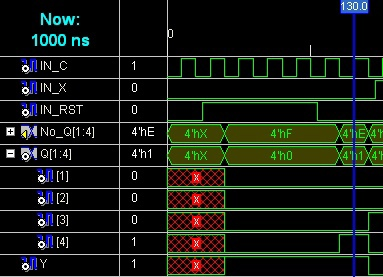 Now:
1000 ns
130.0
0
IN_C 1
IN_X 0
IN_RST 0
No_Q[1:4] 4'hE 4'hX 4'hF 4'hE 4'h
Q[1:4] 4'h1 4'hX 4'h0 4'h1 4'h
[1] 0 X
[2] 0 X
[3] 0 X
[4] 1 X
Y 1